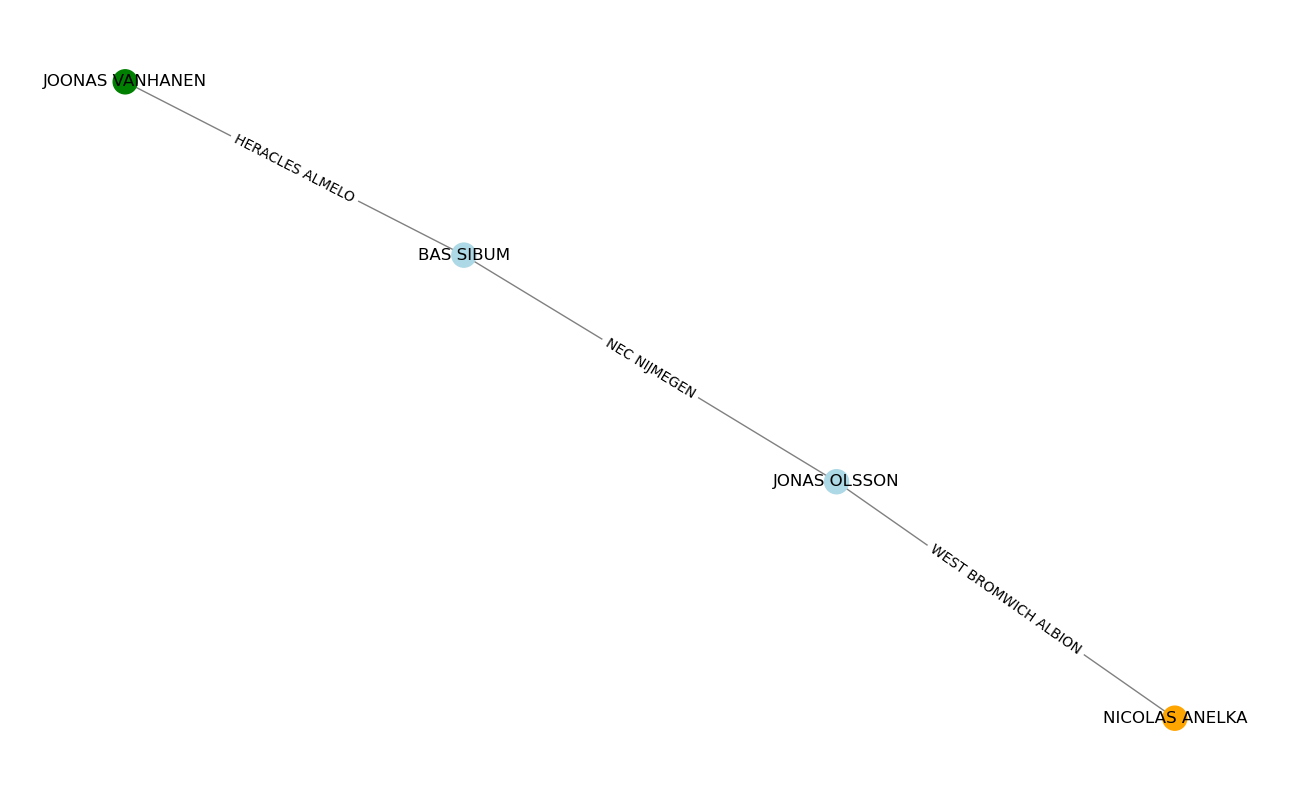 JOONAS VANHANEN
HERACLES ALMELO
BAS SIBUM
NEC NIJMEGEN
JONAS OLSSON
WEST BROMWICH ALBION
NICOLAS ANELKA